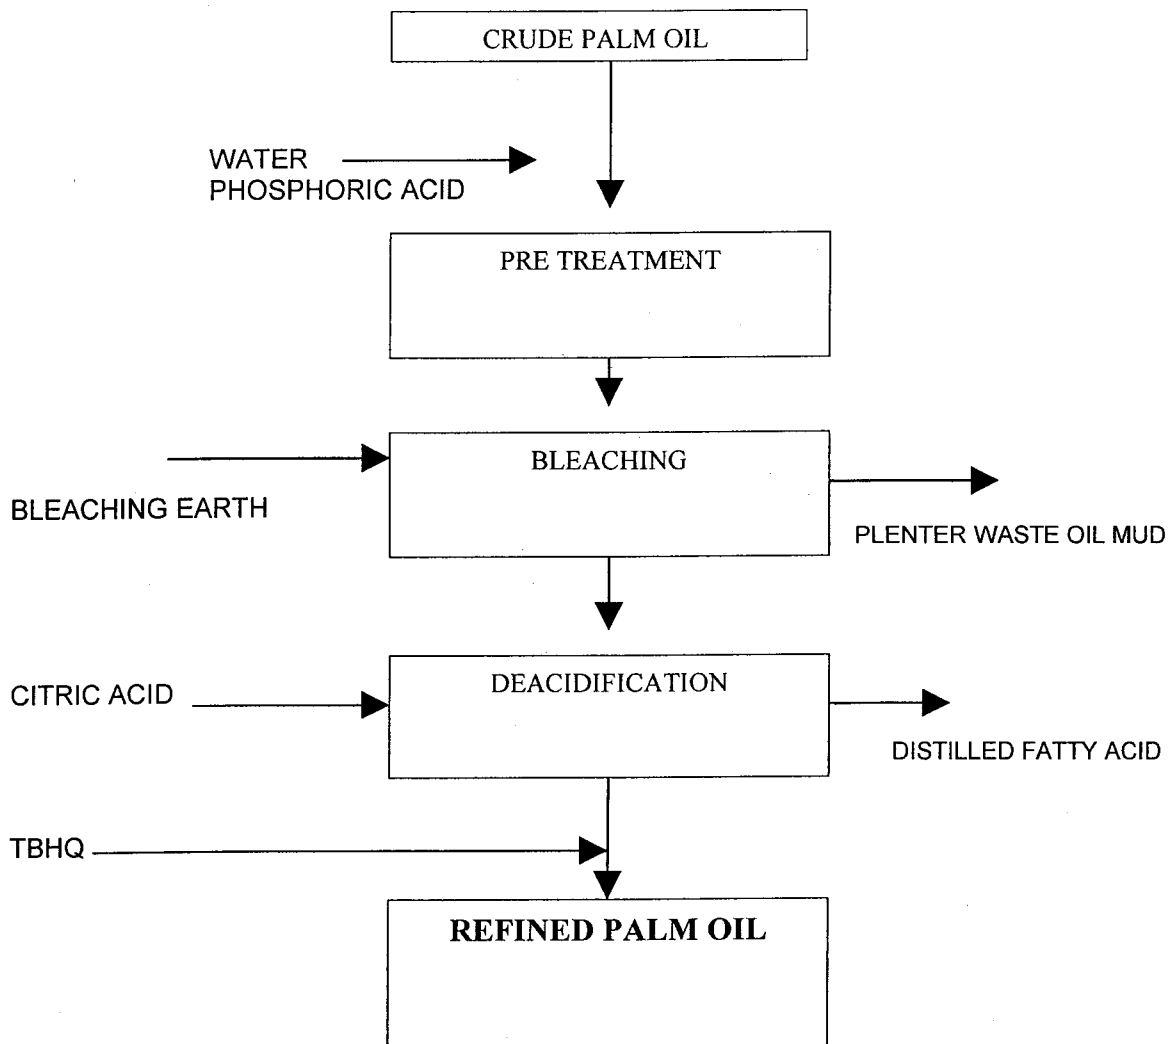 CRUDE PALM OIL
WATER
PHOSPHORIC ACID
PRE TREATMENT
BLEACHING
BLEACHING EARTH
PLENTER WASTE OIL MUD
DEACIDIFICATION
CITRIC ACID
DISTILLED FATTY ACID
TBHQ
REFINED PALM OIL